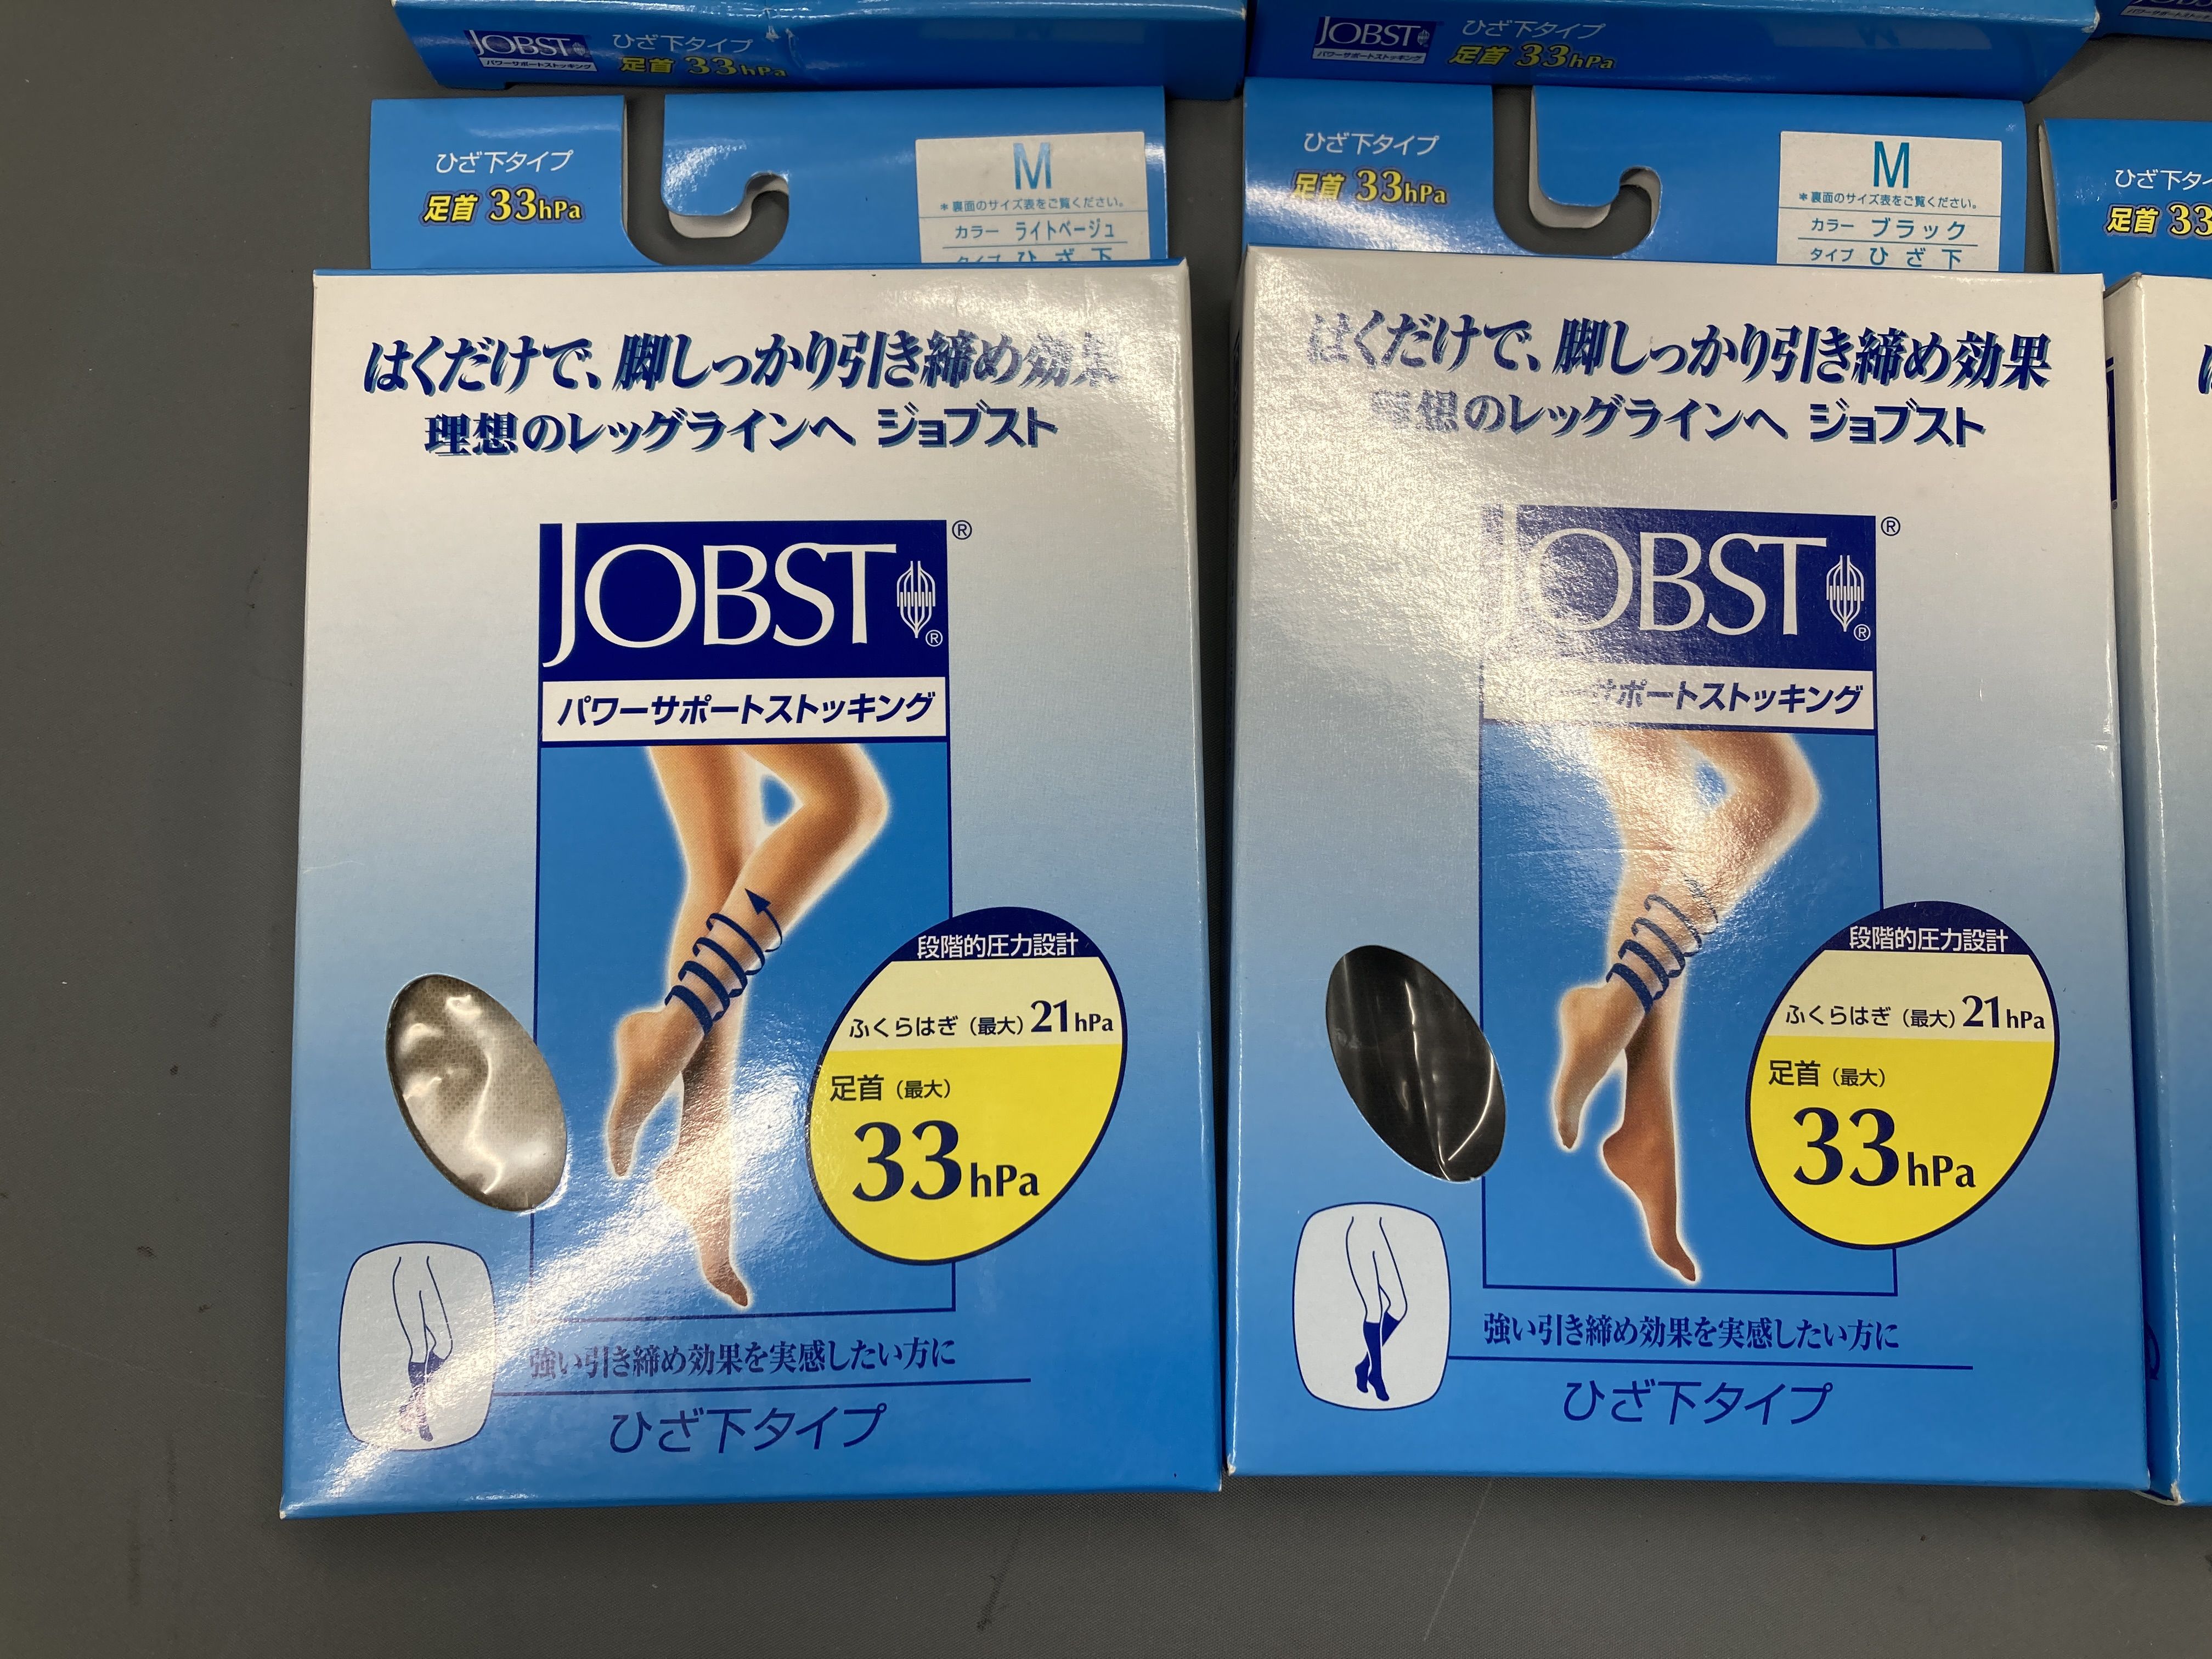 JOBST
パワーサポートストッキング
ひざ下タイプ
足首 33hPa
JOBST
パワーサポートストッキング
ひざ下タイプ
足首 33hPa
ひざ下タイプ
足首 33hPa
M
*裏面のサイズ表をご覧ください。
カラー ライトベージュ
タイプ ひざ下
はくだけで、脚しっかり引き締め効果
理想のレッグラインへ ジョブスト
JOBST®
®
パワーサポートストッキング
段階的圧力設計
ふくらはぎ（最大）21hPa
足首（最大）
33hPa
強い引き締め効果を実感したい方に
ひざ下タイプ
ひざ下タイプ
足首 33hPa
M
*裏面のサイズ表をご覧ください。
カラー ブラック
タイプ ひざ下
はくだけで、脚しっかり引き締め効果
理想のレッグラインへ ジョブスト
JOBST®
®
パワーサポートストッキング
段階的圧力設計
ふくらはぎ（最大）21hPa
足首（最大）
33hPa
強い引き締め効果を実感したい方に
ひざ下タイプ
ひざ下タイ
足首 33